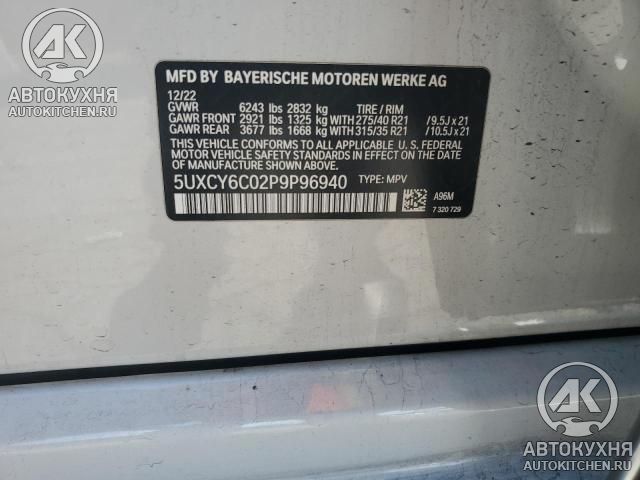 АК
АВТОКУХНЯ
AUTOKITCHEN.RU
MFD BY BAYERISCHE MOTOREN WERKE AG
12/22
GVWR 6243 lbs 2832 kg TIRE / RIM
GAWR FRONT 2921 lbs 1325 kg WITH 275/40 R21 /9.5J x 21
GAWR REAR 3677 lbs 1668 kg WITH 315/35 R21 /10.5J x 21
THIS VEHICLE CONFORMS TO ALL APPLICABLE U. S. FEDERAL
MOTOR VEHICLE SAFETY STANDARDS IN EFFECT ON THE DATE
OF MANUFACTURE SHOWN ABOVE.
5UXCY6C02P9P96940 TYPE: MPV
A96M
7 320 729
АК
АВТОКУХНЯ
AUTOKITCHEN.RU